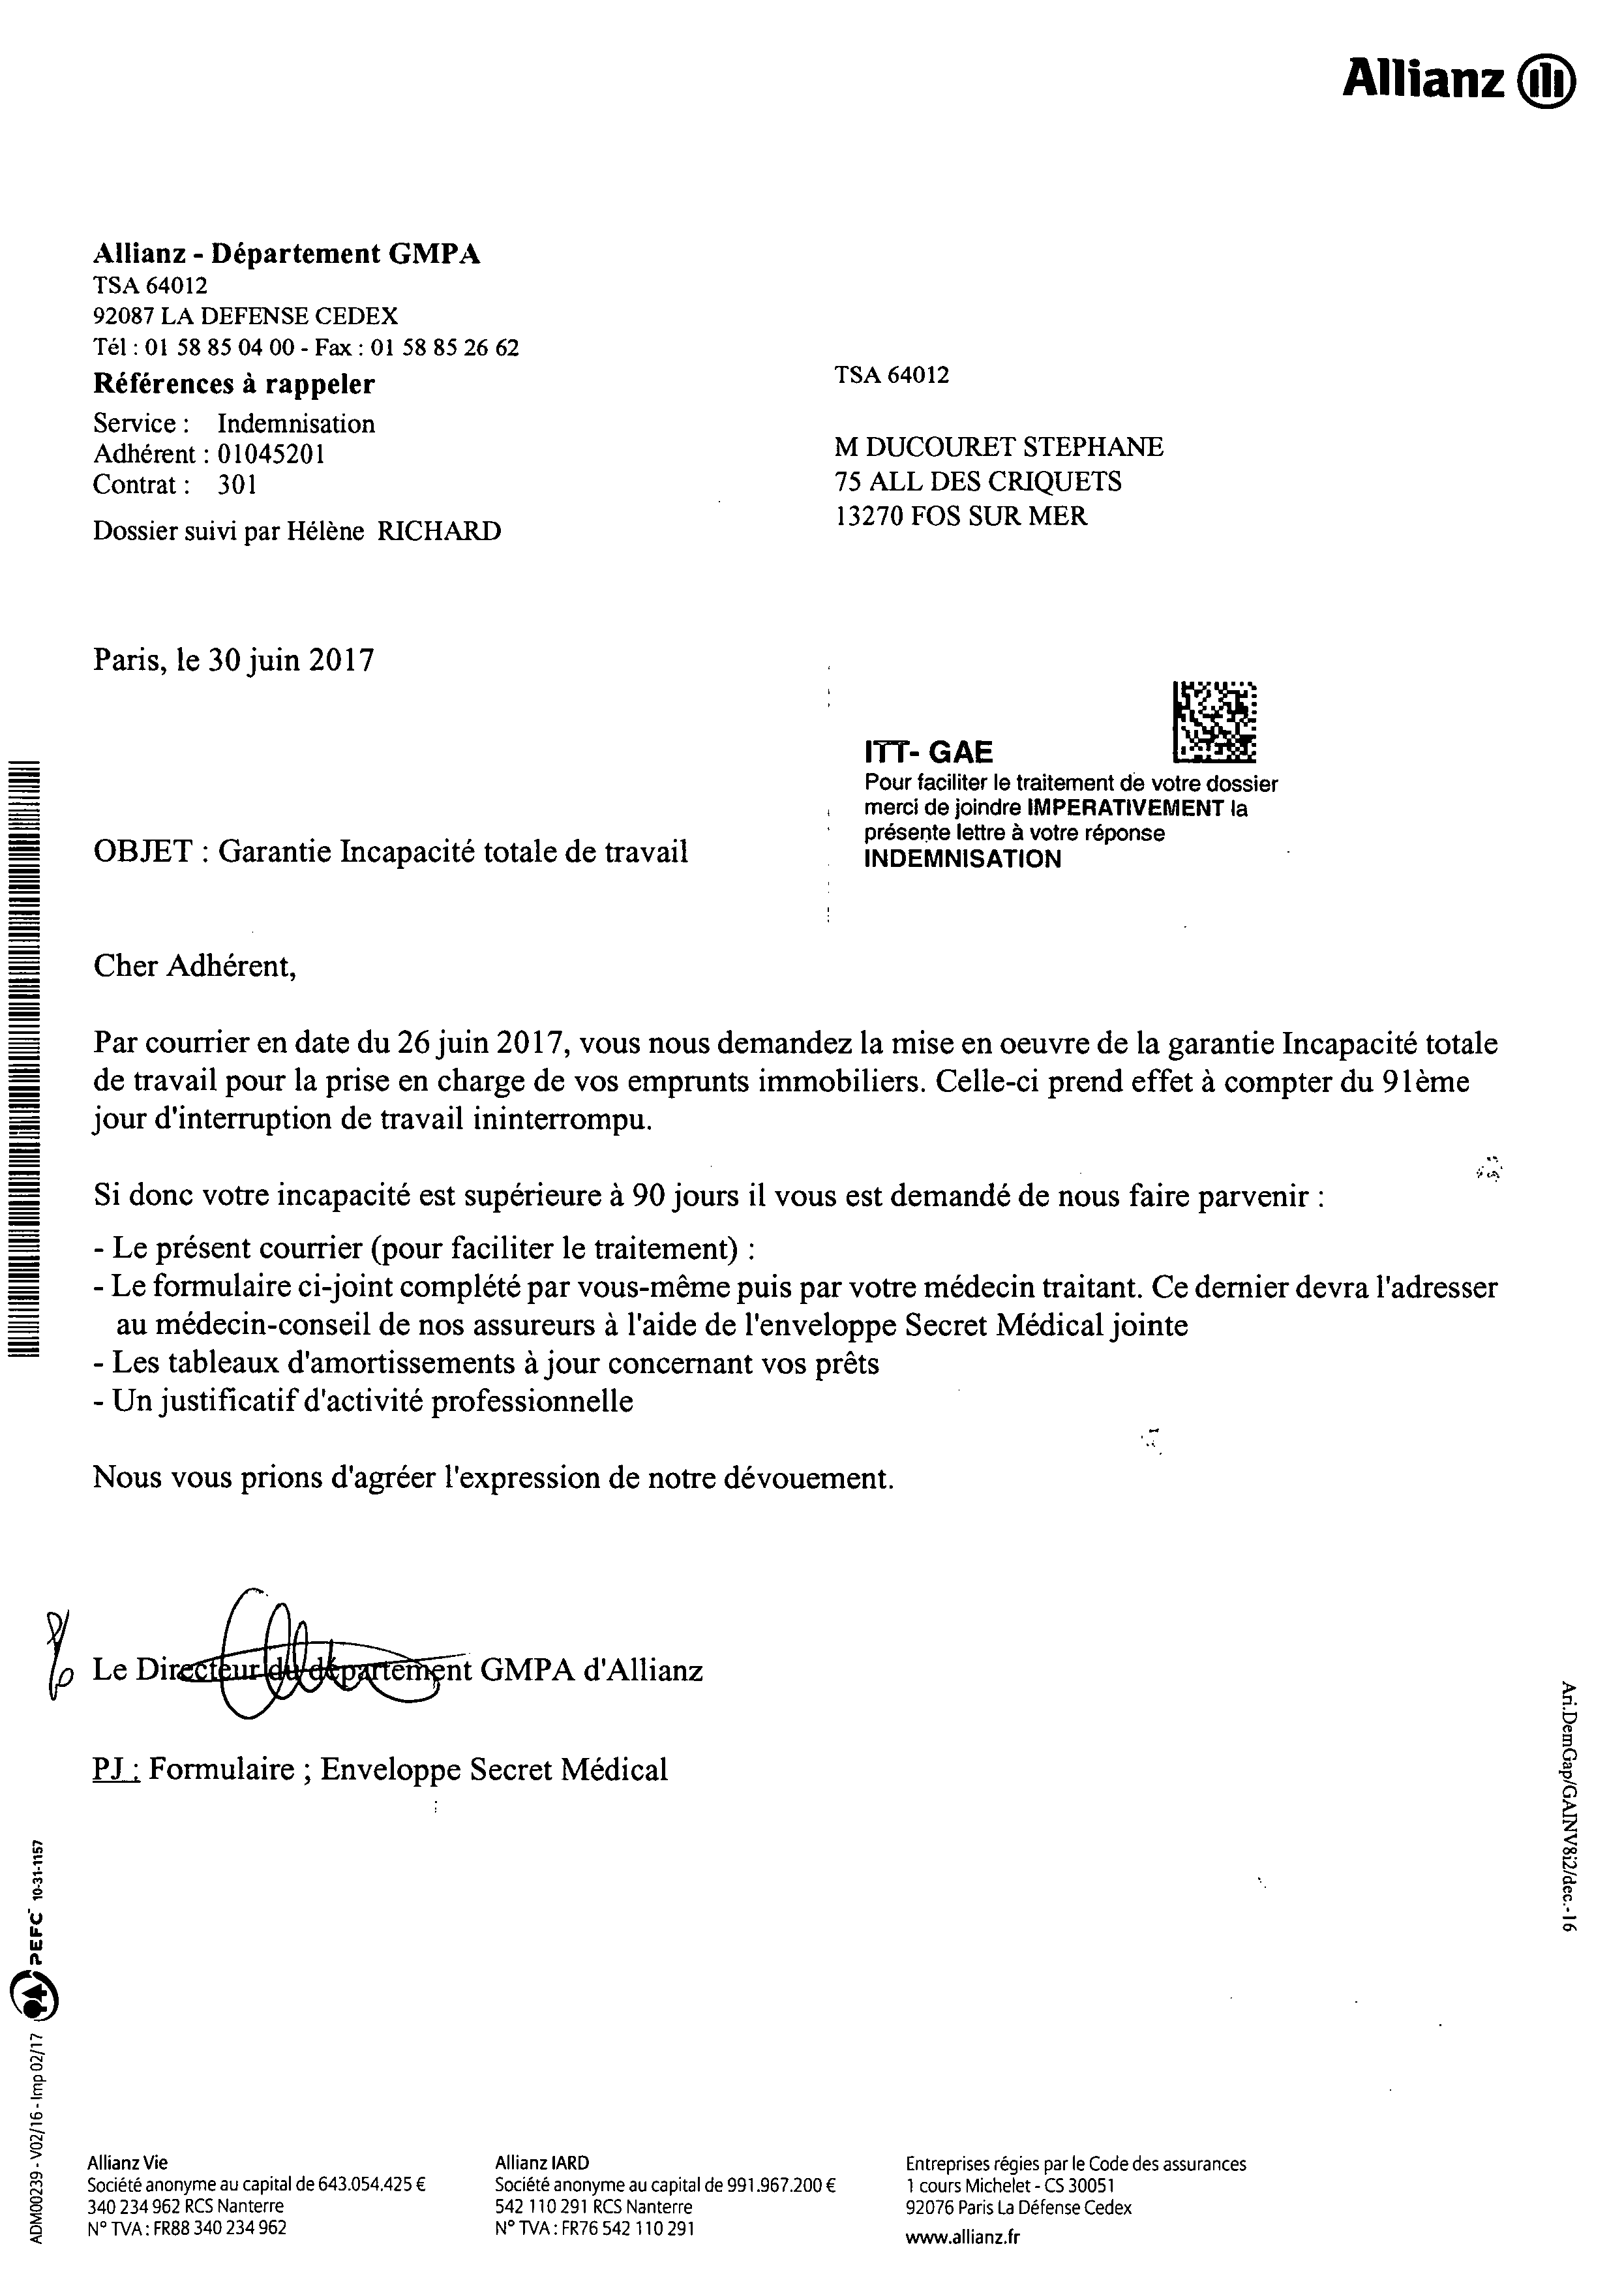 Allianz
Allianz - Département GMPA
TSA 64012
92087 LA DEFENSE CEDEX
Tél : 01 58 85 04 00 - Fax : 01 58 85 26 62
Références à rappeler
Service : Indemnisation
Adhérent : 01045201
Contrat : 301
Dossier suivi par Hélène RICHARD
TSA 64012
M DUCOURET STEPHANE
75 ALL DES CRIQUETS
13270 FOS SUR MER
Paris, le 30 juin 2017
ITT- GAE
Pour faciliter le traitement de votre dossier
merci de joindre IMPERATIVEMENT la
présente lettre à votre réponse
INDEMNISATION
OBJET : Garantie Incapacité totale de travail
Cher Adhérent,
Par courrier en date du 26 juin 2017, vous nous demandez la mise en oeuvre de la garantie Incapacité totale
de travail pour la prise en charge de vos emprunts immobiliers. Celle-ci prend effet à compter du 91ème
jour d'interruption de travail ininterrompu.
Si donc votre incapacité est supérieure à 90 jours il vous est demandé de nous faire parvenir :
- Le présent courrier (pour faciliter le traitement) :
- Le formulaire ci-joint complété par vous-même puis par votre médecin traitant. Ce dernier devra l'adresser
au médecin-conseil de nos assureurs à l'aide de l'enveloppe Secret Médical jointe
- Les tableaux d'amortissements à jour concernant vos prêts
- Un justificatif d'activité professionnelle
Nous vous prions d'agréer l'expression de notre dévouement.
Le Directeur du département GMPA d'Allianz
PJ : Formulaire ; Enveloppe Secret Médical
Ari.DemGap/GAINV8i2/dec.-16
ADM00239 - V02/16 - Imp 02/17
PEFC 10-31-1157
Allianz Vie
Société anonyme au capital de 643.054.425 €
340 234 962 RCS Nanterre
N° TVA : FR88 340 234 962
Allianz IARD
Société anonyme au capital de 991.967.200 €
542 110 291 RCS Nanterre
N° TVA : FR76 542 110 291
Entreprises régies par le Code des assurances
1 cours Michelet - CS 30051
92076 Paris La Défense Cedex
www.allianz.fr